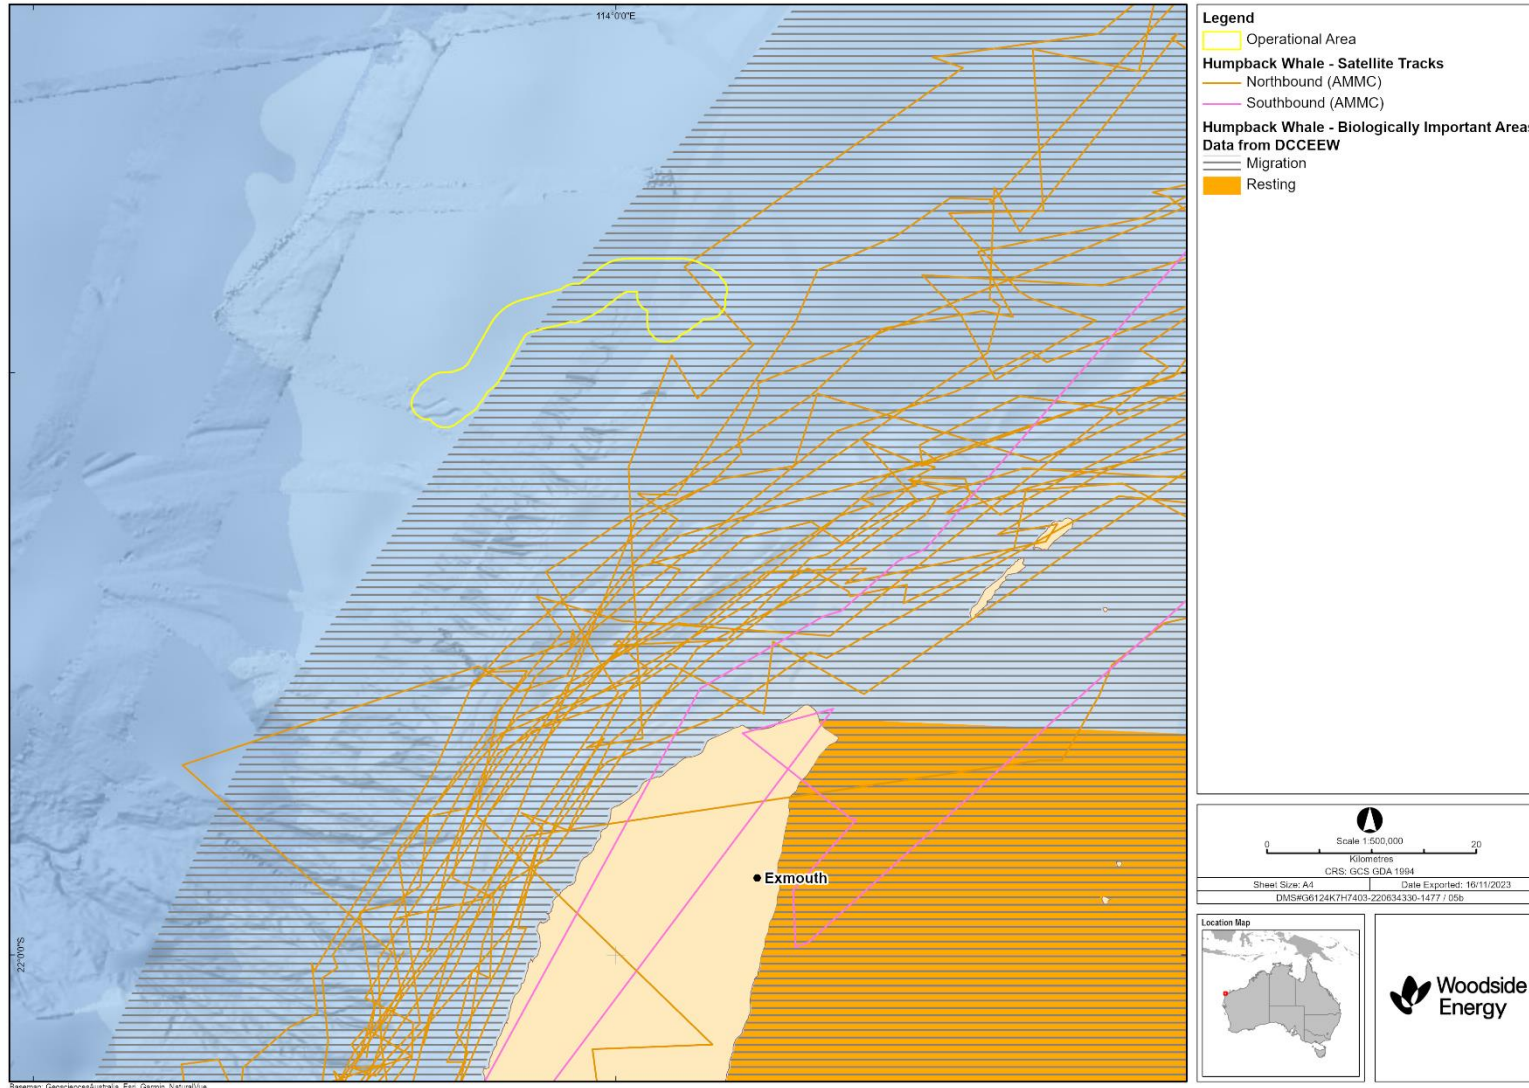 114°0'0"E
Legend
Operational Area
Humpback Whale - Satellite Tracks
Northbound (AMMC)
Southbound (AMMC)
Humpback Whale - Biologically Important Areas
Data from DCCEEW
Migration
Resting
Exmouth
22°0'0"S
Scale 1:500,000
0 20
Kilometres
CRS: GCS GDA 1994
Sheet Size: A4 Date Exported: 16/11/2023
DMS#G6124K7H7403-220634330-1477 / 05b
Location Map
Woodside
Energy
Basemap: GeosciencesAustralia, Esri, Garmin, NaturalVue